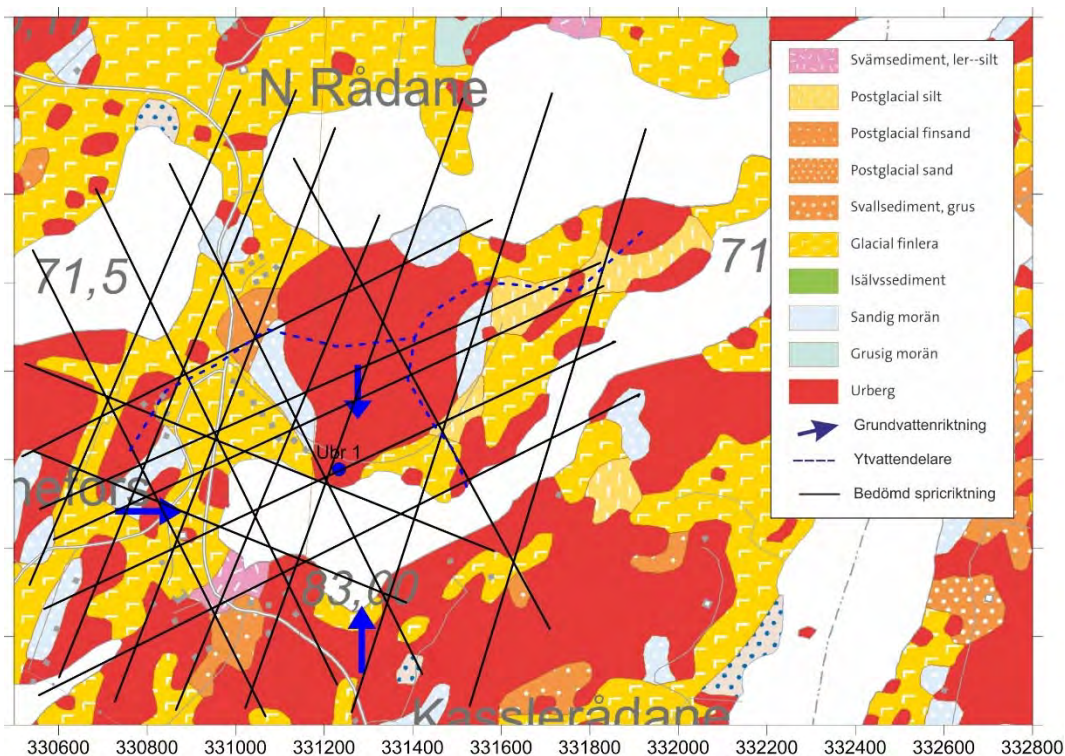 N Rådane
71,5
71
Ubr 1
nefors
83,00
Kasslerådane
Svämsediment, ler--silt
Postglacial silt
Postglacial finsand
Postglacial sand
Svallsediment, grus
Glacial finlera
Isälvssediment
Sandig morän
Grusig morän
Urberg
Grundvattenriktning
Ytvattendelare
Bedömd spricriktning
330600 330800 331000 331200 331400 331600 331800 332000 332200 332400 332600 332800